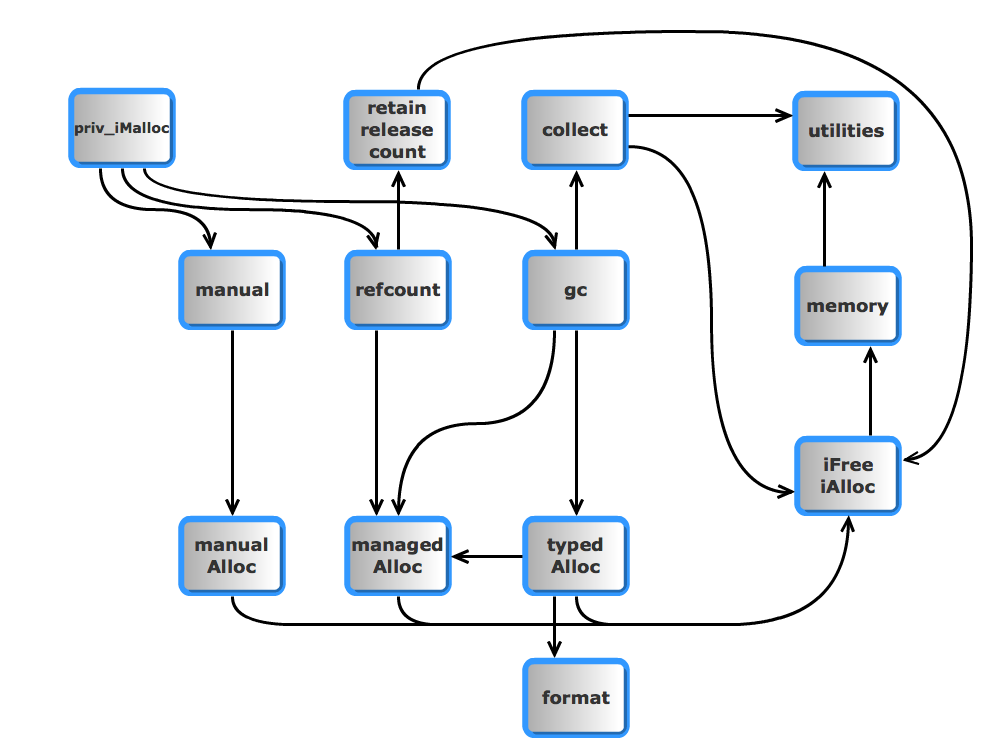 priv_iMalloc
retain
release
count
collect
utilities
manual
refcount
gc
memory
iFree
iAlloc
manual
Alloc
managed
Alloc
typed
Alloc
format